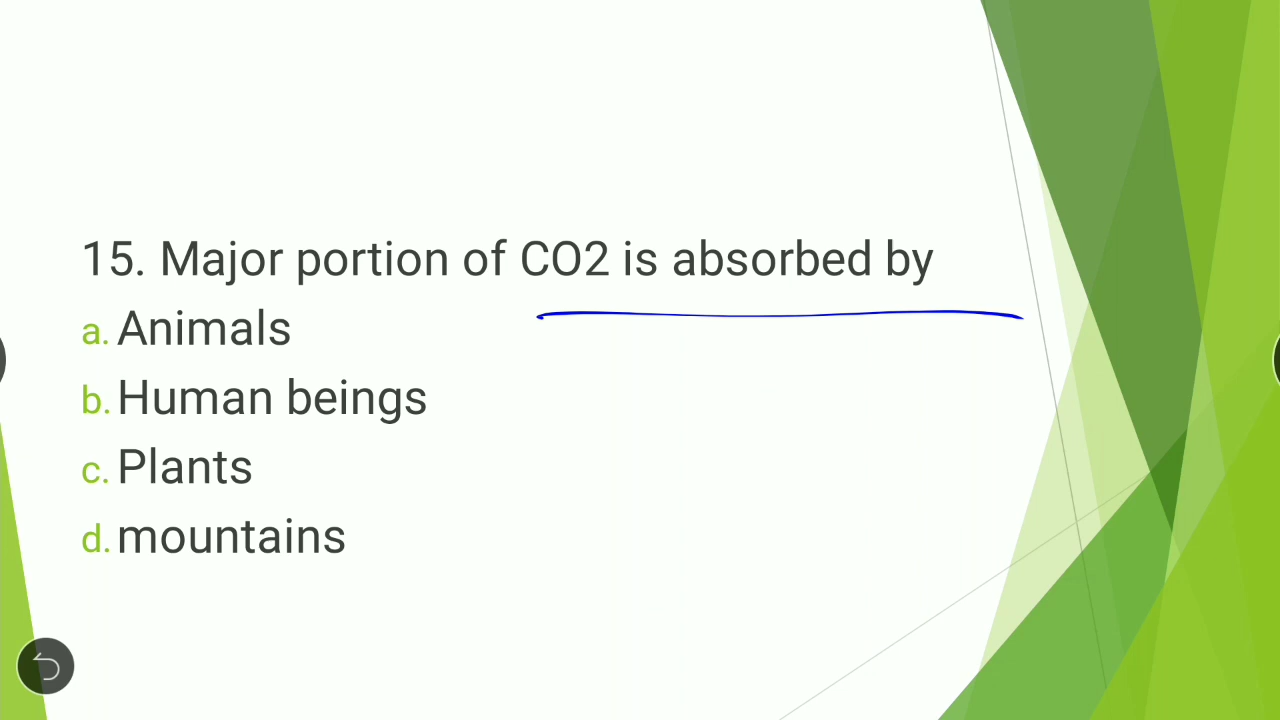 15. Major portion of CO2 is absorbed by
a. Animals
b. Human beings
c. Plants
d. mountains